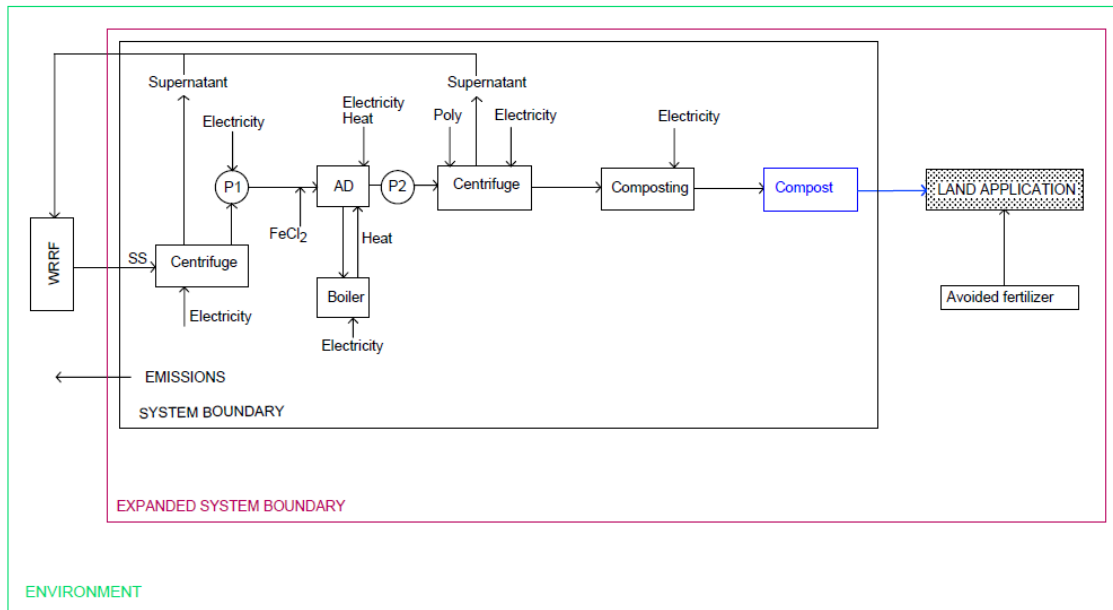 Supernatant
Supernatant
Electricity
Electricity
Heat
Poly
Electricity
Electricity
P1
AD
P2
Centrifuge
Composting
Compost
LAND APPLICATION
FeCl2
Heat
WRRF
SS
Centrifuge
Boiler
Avoided fertilizer
Electricity
Electricity
EMISSIONS
SYSTEM BOUNDARY
EXPANDED SYSTEM BOUNDARY
ENVIRONMENT